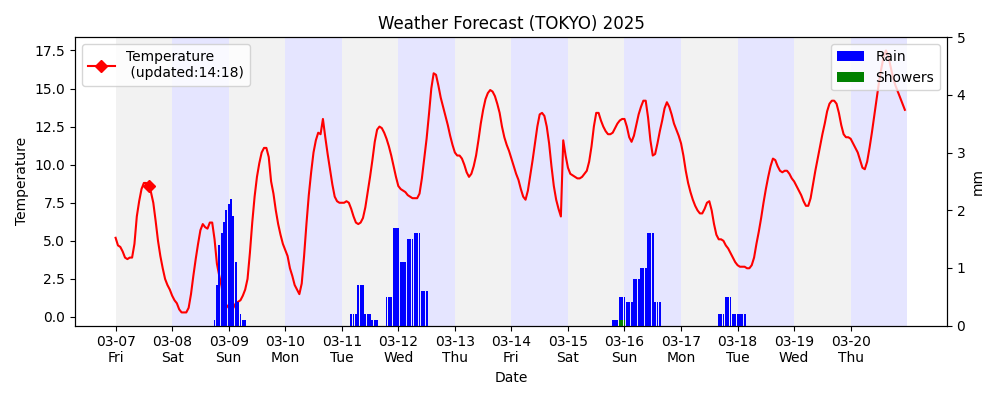 Weather Forecast (TOKYO) 2025
Temperature
(updated:14:18)
Rain
Showers
Temperature
17.5
15.0
12.5
10.0
7.5
5.0
2.5
0.0
5
4
3
2
1
0
mm
03-07 03-08 03-09 03-10 03-11 03-12 03-13 03-14 03-15 03-16 03-17 03-18 03-19 03-20
Fri Sat Sun Mon Tue Wed Thu Fri Sat Sun Mon Tue Wed Thu
Date